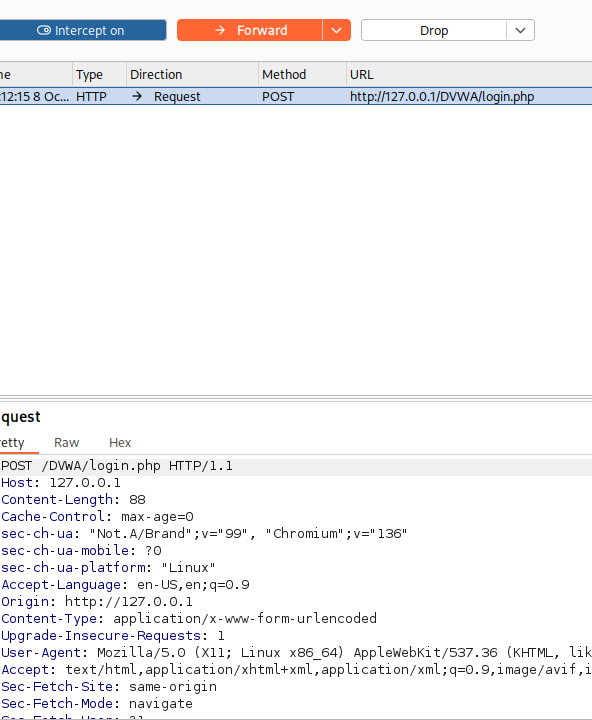 Intercept on Forward Drop
ne Type Direction Method URL
:12:15 8 Oc... HTTP → Request POST http://127.0.0.1/DVWA/login.php
quest
etty Raw Hex
POST /DVWA/login.php HTTP/1.1
Host: 127.0.0.1
Content-Length: 88
Cache-Control: max-age=0
sec-ch-ua: "Not.A/Brand";v="99", "Chromium";v="136"
sec-ch-ua-mobile: ?0
sec-ch-ua-platform: "Linux"
Accept-Language: en-US,en;q=0.9
Origin: http://127.0.0.1
Content-Type: application/x-www-form-urlencoded
Upgrade-Insecure-Requests: 1
User-Agent: Mozilla/5.0 (X11; Linux x86_64) AppleWebKit/537.36 (KHTML, lik
Accept: text/html,application/xhtml+xml,application/xml;q=0.9,image/avif,i
Sec-Fetch-Site: same-origin
Sec-Fetch-Mode: navigate
Sec-Fetch-User: ?1